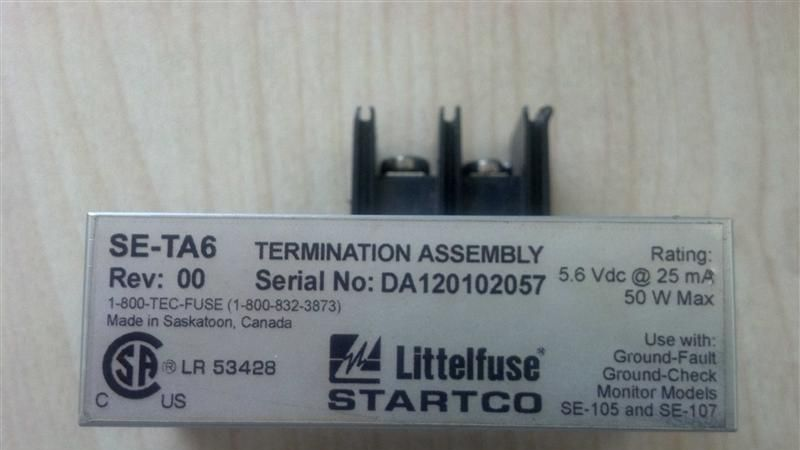 SE-TA6 TERMINATION ASSEMBLY
Rev: 00 Serial No: DA120102057
1-800-TEC-FUSE (1-800-832-3873)
Made in Saskatoon, Canada
Rating:
5.6 Vdc @ 25 mA
50 W Max
SA ® LR 53428
C US
Littelfuse®
STARTCO
Use with:
Ground-Fault
Ground-Check
Monitor Models
SE-105 and SE-107